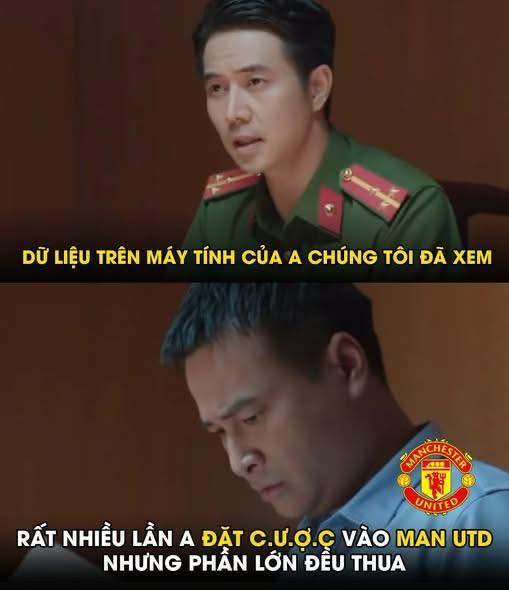 DỮ LIỆU TRÊN MÁY TÍNH CỦA A CHÚNG TÔI ĐÃ XEM
MANCHESTER
UNITED
RẤT NHIỀU LẦN A ĐẶT C.Ư.Ợ.C VÀO MAN UTD
NHƯNG PHẦN LỚN ĐỀU THUA